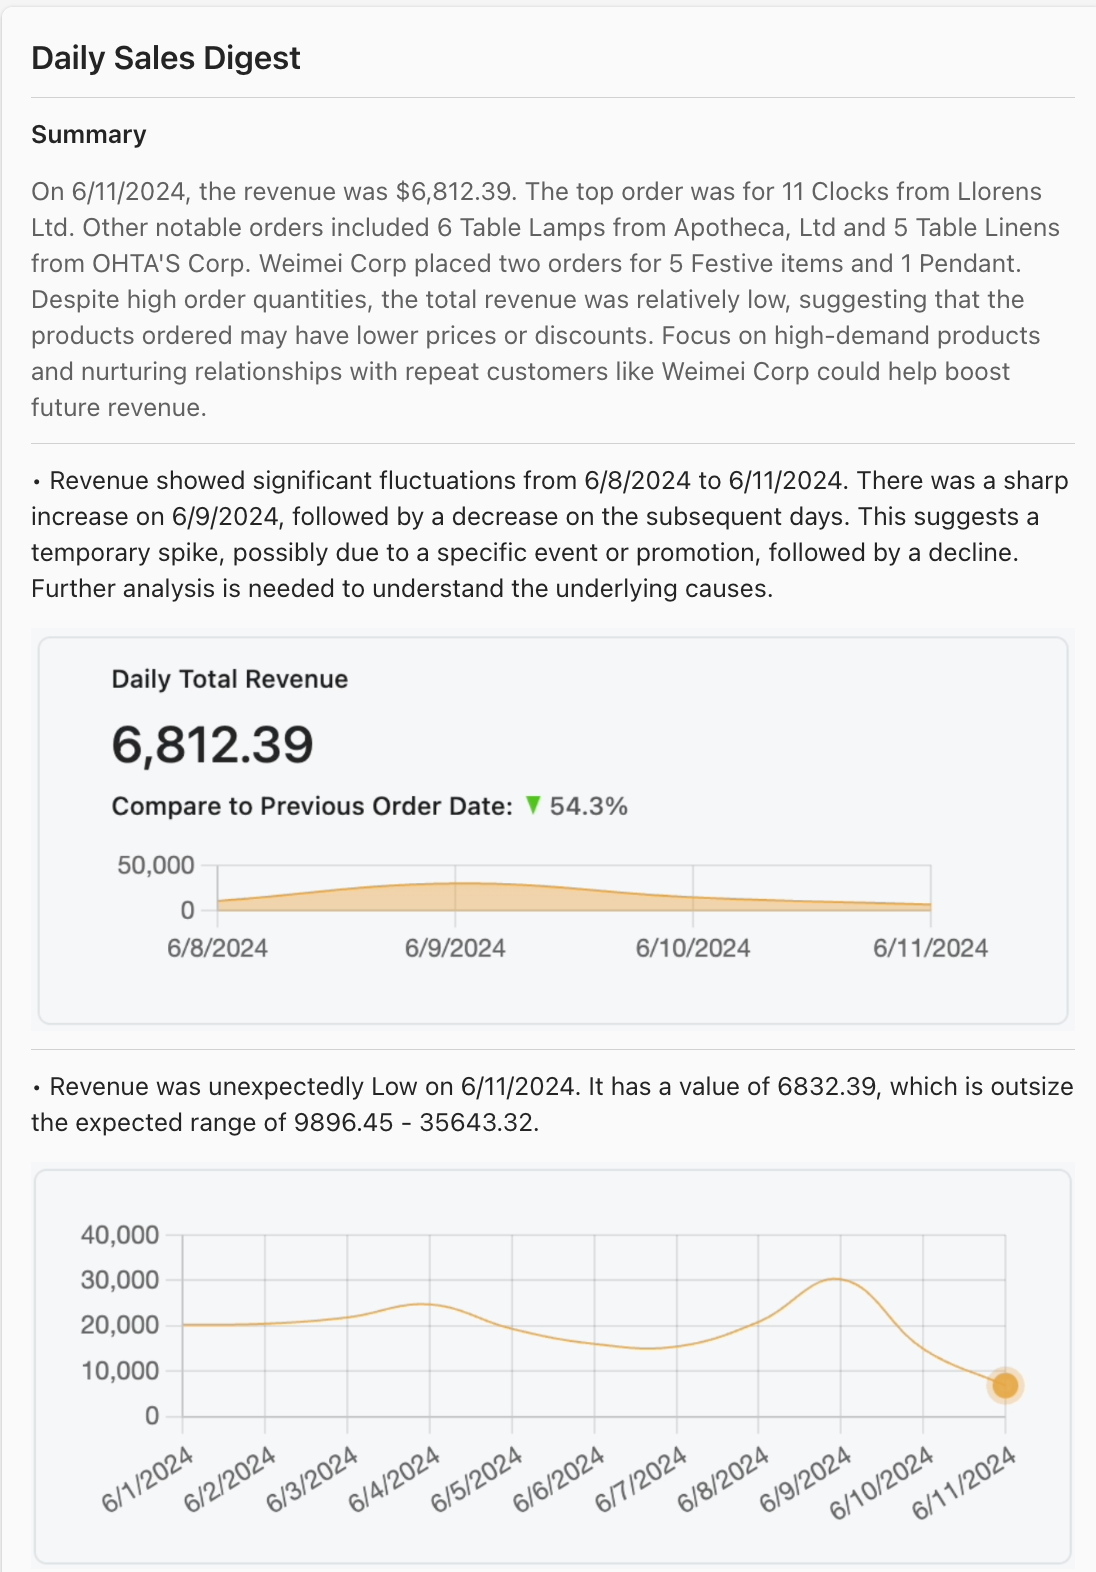 Daily Sales Digest
Summary
On 6/11/2024, the revenue was $6,812.39. The top order was for 11 Clocks from Llorens
Ltd. Other notable orders included 6 Table Lamps from Apotheca, Ltd and 5 Table Linens
from OHTA'S Corp. Weimei Corp placed two orders for 5 Festive items and 1 Pendant.
Despite high order quantities, the total revenue was relatively low, suggesting that the
products ordered may have lower prices or discounts. Focus on high-demand products
and nurturing relationships with repeat customers like Weimei Corp could help boost
future revenue.
• Revenue showed significant fluctuations from 6/8/2024 to 6/11/2024. There was a sharp
increase on 6/9/2024, followed by a decrease on the subsequent days. This suggests a
temporary spike, possibly due to a specific event or promotion, followed by a decline.
Further analysis is needed to understand the underlying causes.
Daily Total Revenue
6,812.39
Compare to Previous Order Date: ▼ 54.3%
50,000
0
6/8/2024 6/9/2024 6/10/2024 6/11/2024
• Revenue was unexpectedly Low on 6/11/2024. It has a value of 6832.39, which is outsize
the expected range of 9896.45 - 35643.32.
40,000
30,000
20,000
10,000
0
6/1/2024 6/2/2024 6/3/2024 6/4/2024 6/5/2024 6/6/2024 6/7/2024 6/8/2024 6/9/2024 6/10/2024 6/11/2024